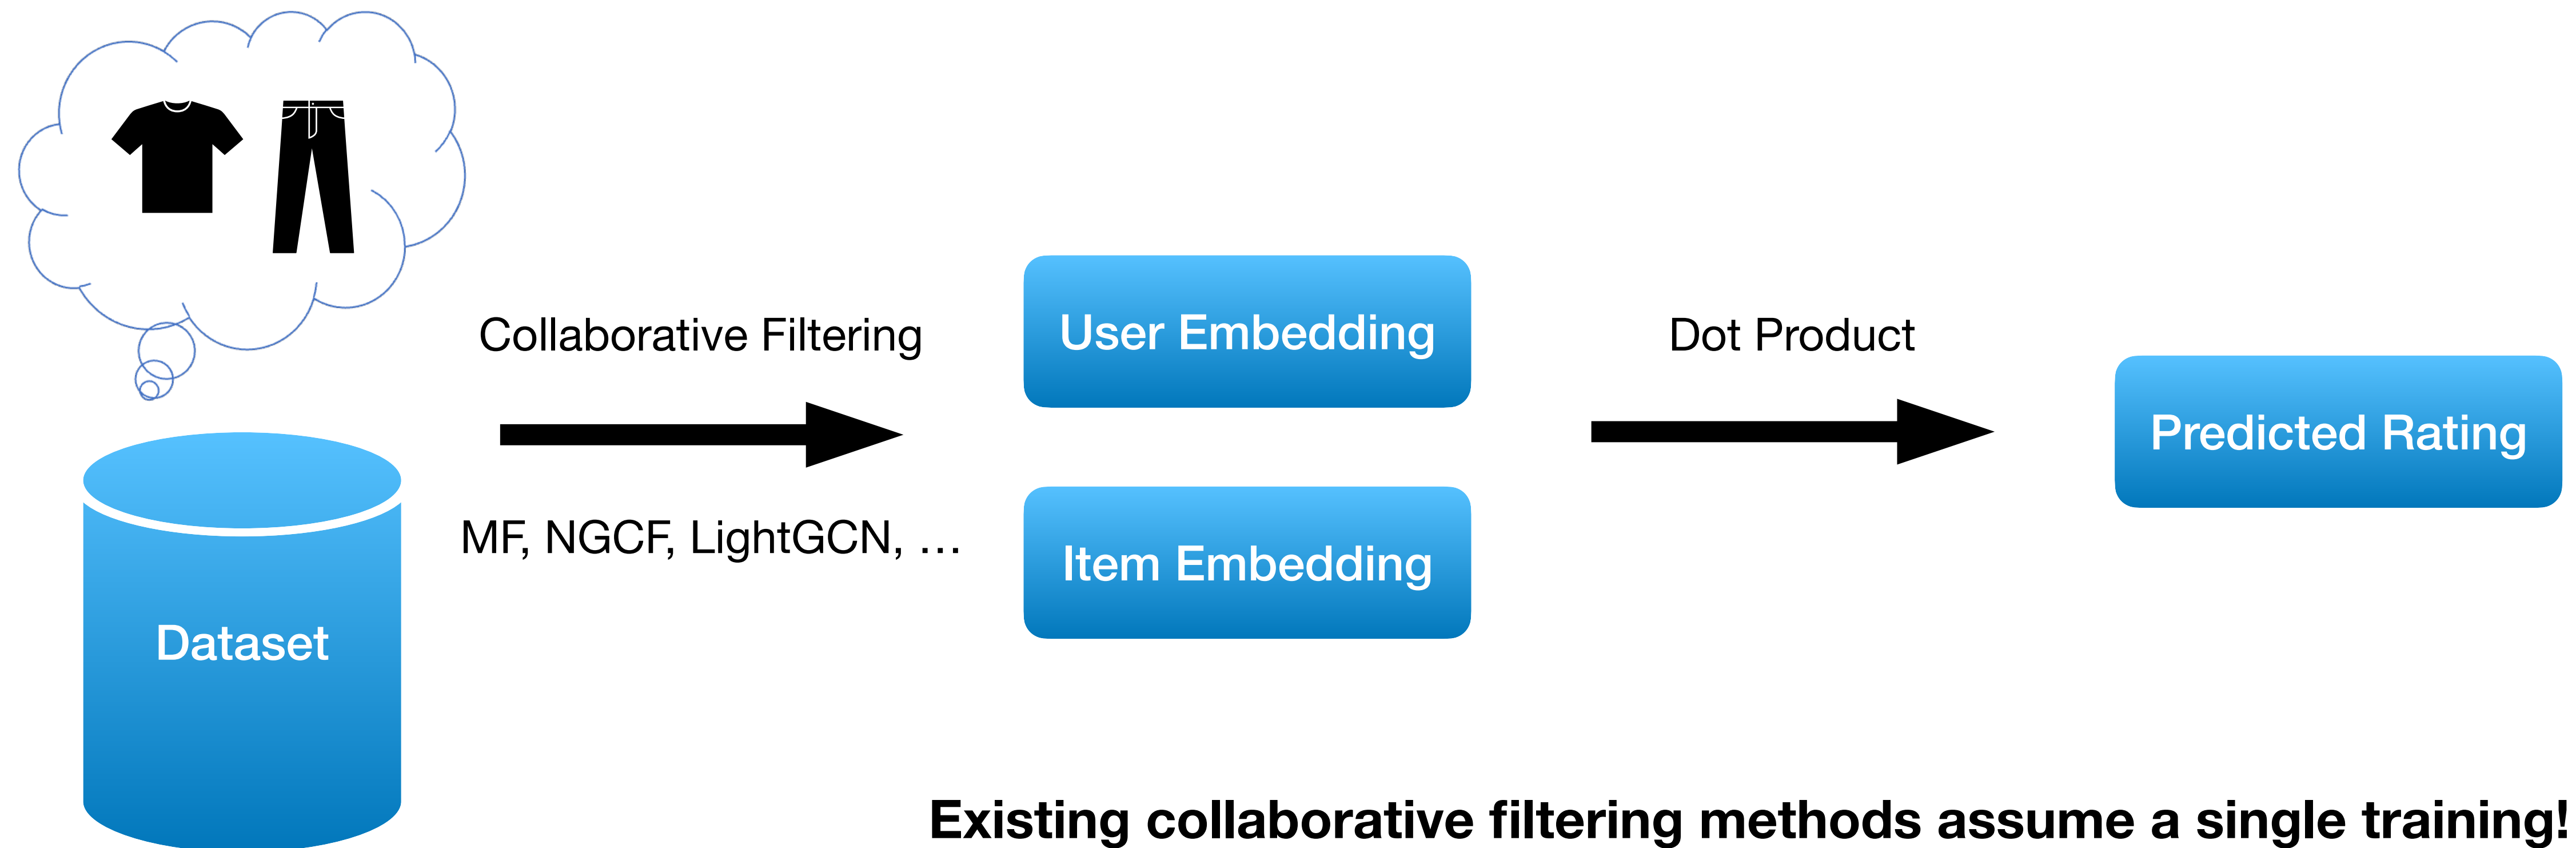 Collaborative Filtering
MF, NGCF, LightGCN, …
Dataset
User Embedding
Item Embedding
Dot Product
Predicted Rating
Existing collaborative filtering methods assume a single training!